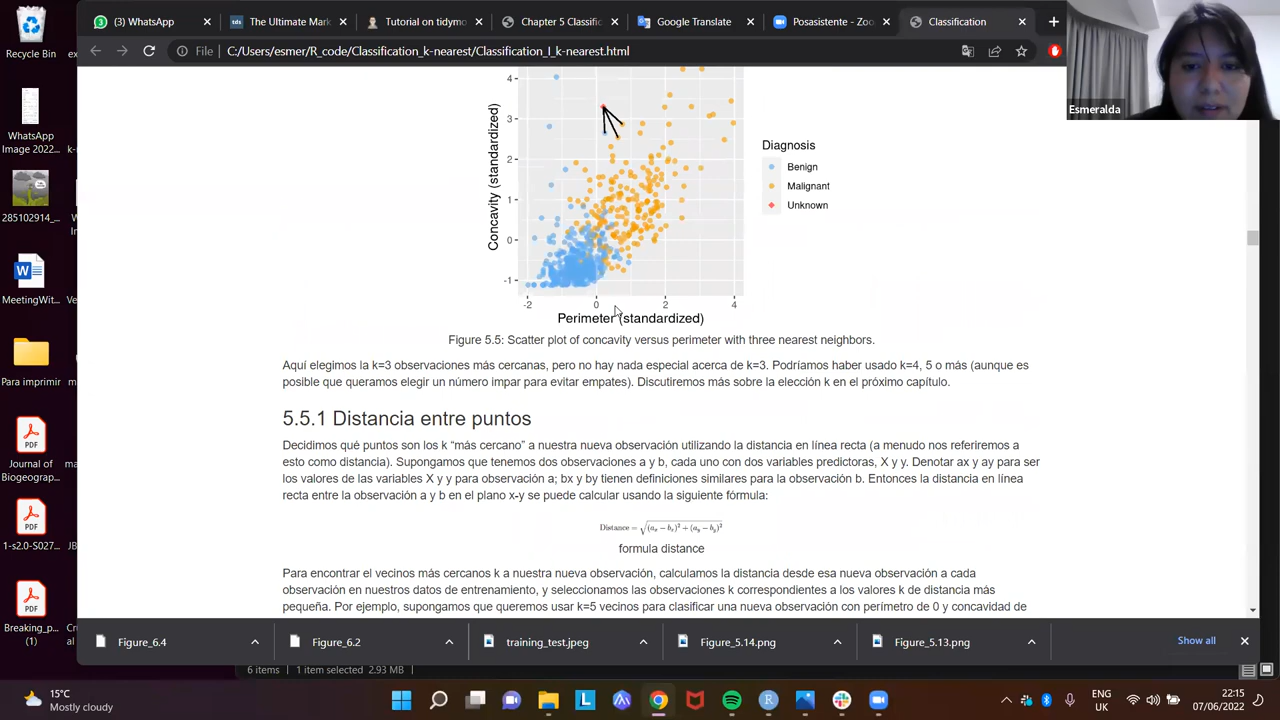 Recycle Bin
WhatsApp
Image 2022...
285102914_...
MeetingWit...
Para imprimir
Journal of
Biogeograp...
1-s2.0-S027...
Breaking_p...
(1)
(3) WhatsApp
The Ultimate Mark
Tutorial on tidymo
Chapter 5 Classific
Google Translate
Posasistente - Zoo
Classification
File C:/Users/esmer/R_code/Classification_k-nearest/Classification_I_k-nearest.html
Esmeralda
4
3
2
1
0
-1
Concavity (standardized)
-2 0 2 4
Perimeter (standardized)
Diagnosis
Benign
Malignant
Unknown
Figure 5.5: Scatter plot of concavity versus perimeter with three nearest neighbors.
Aquí elegimos la k=3 observaciones más cercanas, pero no hay nada especial acerca de k=3. Podríamos haber usado k=4, 5 o más (aunque es
posible que queramos elegir un número impar para evitar empates). Discutiremos más sobre la elección k en el próximo capítulo.
5.5.1 Distancia entre puntos
Decidimos qué puntos son los k “más cercano” a nuestra nueva observación utilizando la distancia en línea recta (a menudo nos referiremos a
esto como distancia). Supongamos que tenemos dos observaciones a y b, cada uno con dos variables predictoras, X y y. Denotar ax y ay para ser
los valores de las variables X y y para observación a; bx y by tienen definiciones similares para la observación b. Entonces la distancia en línea
recta entre la observación a y b en el plano x-y se puede calcular usando la siguiente fórmula:
Distance = √(aₓ − bₓ)² + (a_y − b_y)²
formula distance
Para encontrar el vecinos más cercanos k a nuestra nueva observación, calculamos la distancia desde esa nueva observación a cada
observación en nuestros datos de entrenamiento, y seleccionamos las observaciones k correspondientes a los valores k de distancia más
pequeña. Por ejemplo, supongamos que queremos usar k=5 vecinos para clasificar una nueva observación con perímetro de 0 y concavidad de
Figure_6.4
Figure_6.2
training_test.jpeg
Figure_5.14.png
Figure_5.13.png
Show all
6 items 1 item selected 2.93 MB
15°C
Mostly cloudy
ENG
UK
22:15
07/06/2022